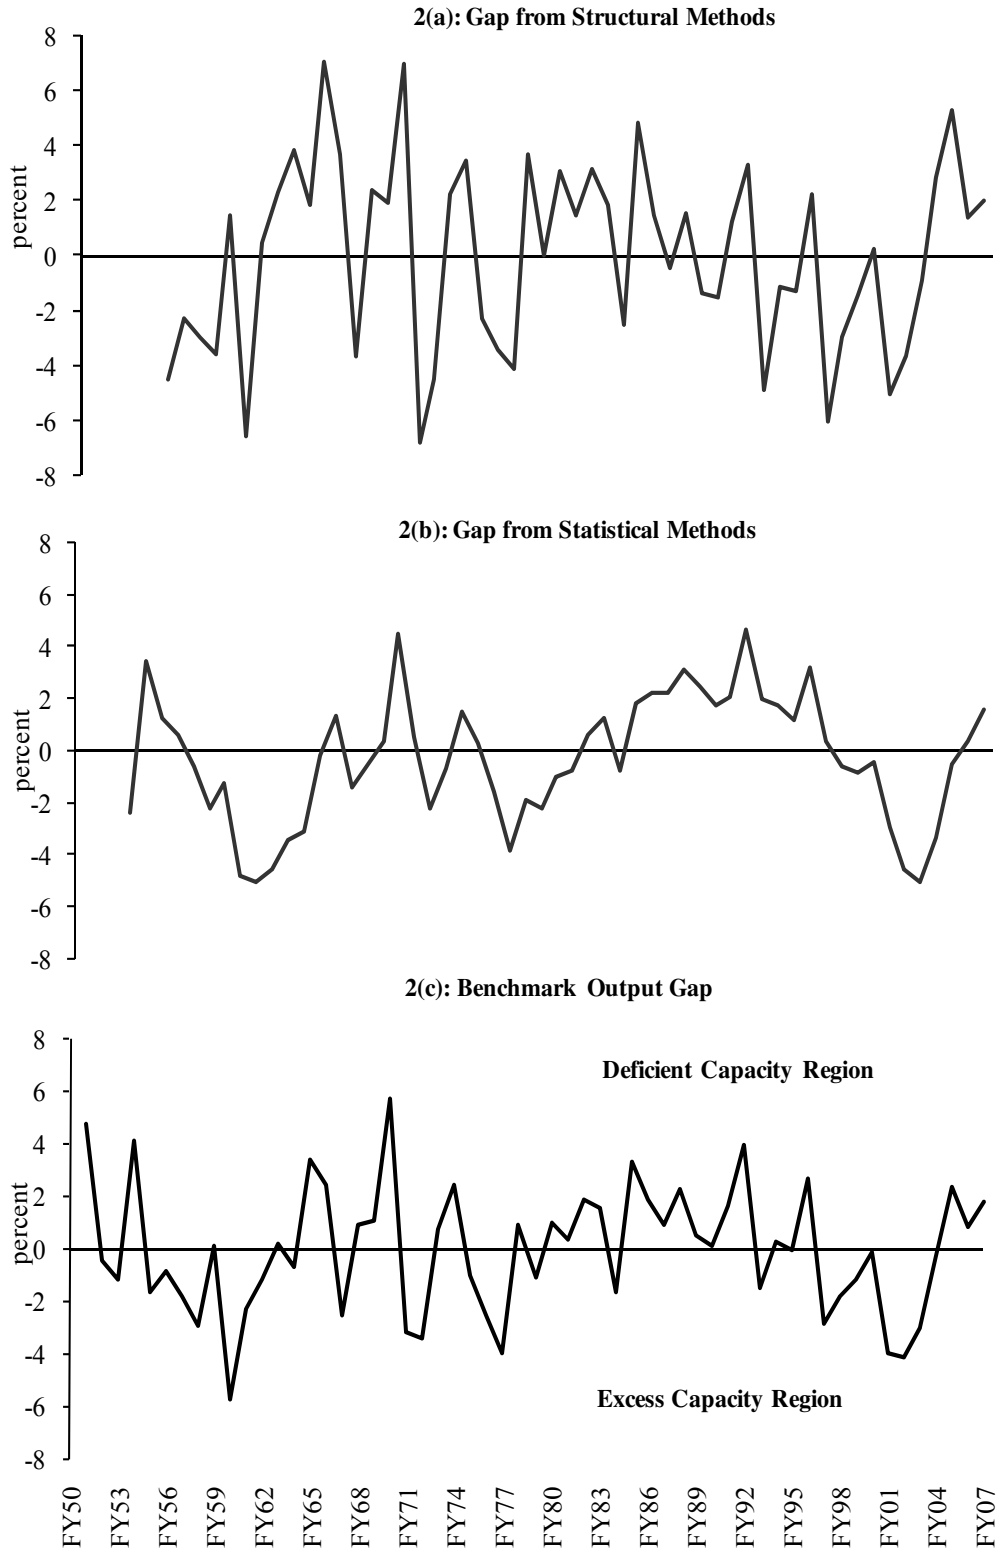 2(a): Gap from Structural Methods
8
6
4
2
0
-2
-4
-6
-8
percent
2(b): Gap from Statistical Methods
8
6
4
2
0
-2
-4
-6
-8
percent
2(c): Benchmark Output Gap
8
6
4
2
0
-2
-4
-6
-8
percent
Deficient Capacity Region
Excess Capacity Region
FY50
FY53
FY56
FY59
FY62
FY65
FY68
FY71
FY74
FY77
FY80
FY83
FY86
FY89
FY92
FY95
FY98
FY01
FY04
FY07